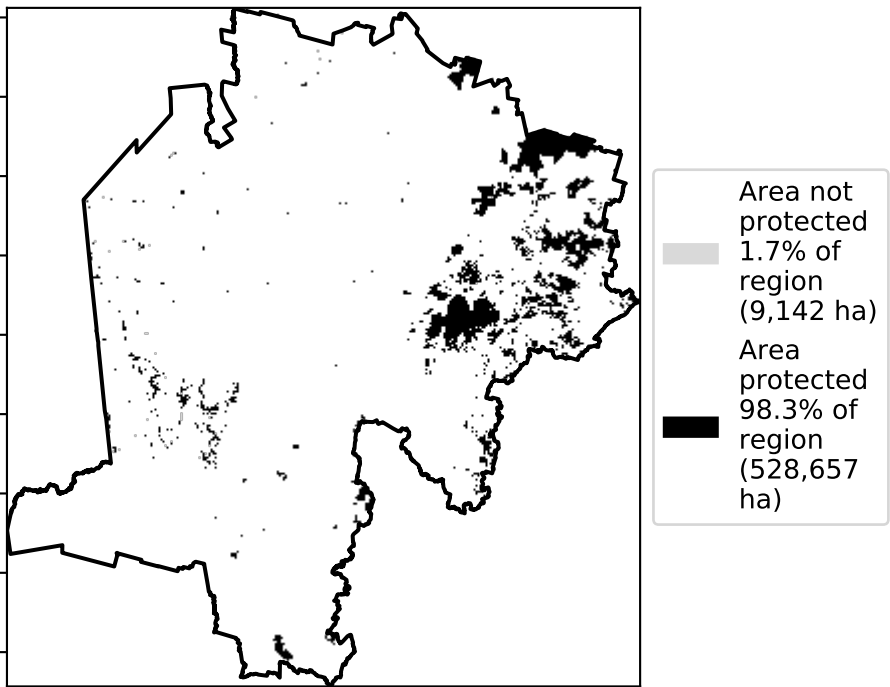 Area not
protected
1.7% of
region
(9,142 ha)
Area
protected
98.3% of
region
(528,657
ha)